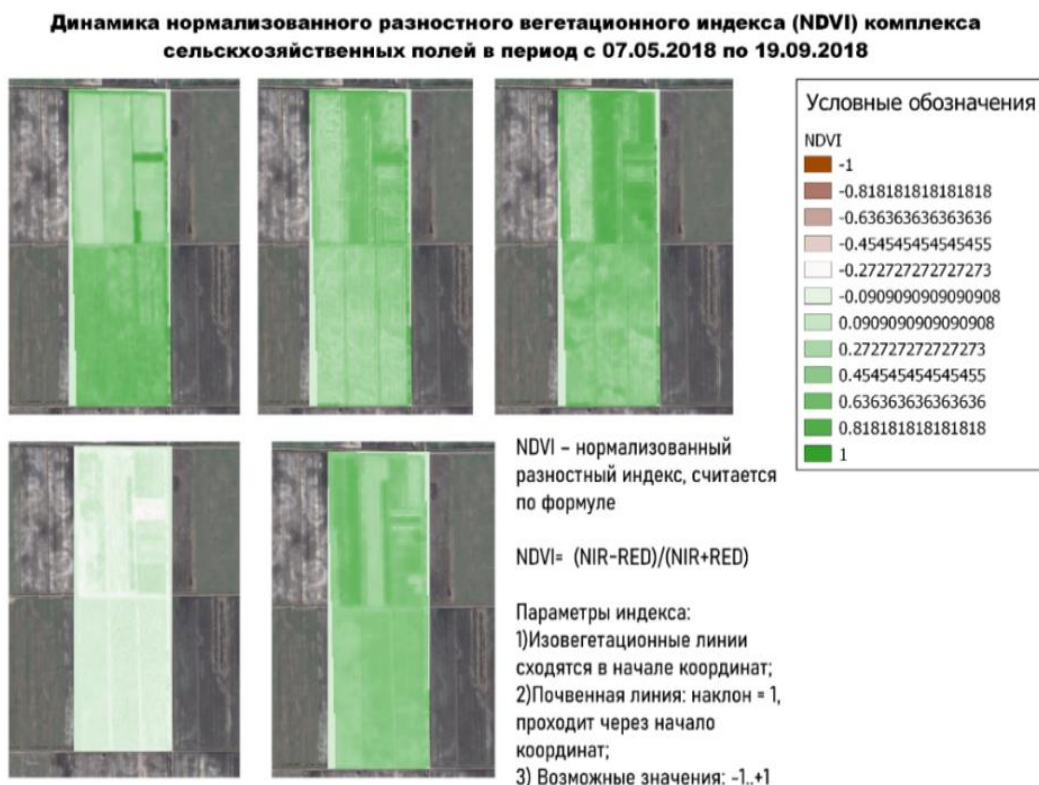 Динамика нормализованного разностного вегетационного индекса (NDVI) комплекса
сельскхозяйственных полей в период с 07.05.2018 по 19.09.2018
Условные обозначения
NDVI
-1
-0.818181818181818
-0.636363636363636
-0.454545454545455
-0.272727272727273
-0.0909090909090908
0.0909090909090908
0.272727272727273
0.454545454545455
0.636363636363636
0.818181818181818
1
NDVI – нормализованный
разностный индекс, считается
по формуле
NDVI= (NIR-RED)/(NIR+RED)
Параметры индекса:
1)Изовегетационные линии
сходятся в начале координат;
2)Почвенная линия: наклон = 1,
проходит через начало
координат;
3) Возможные значения: -1..+1